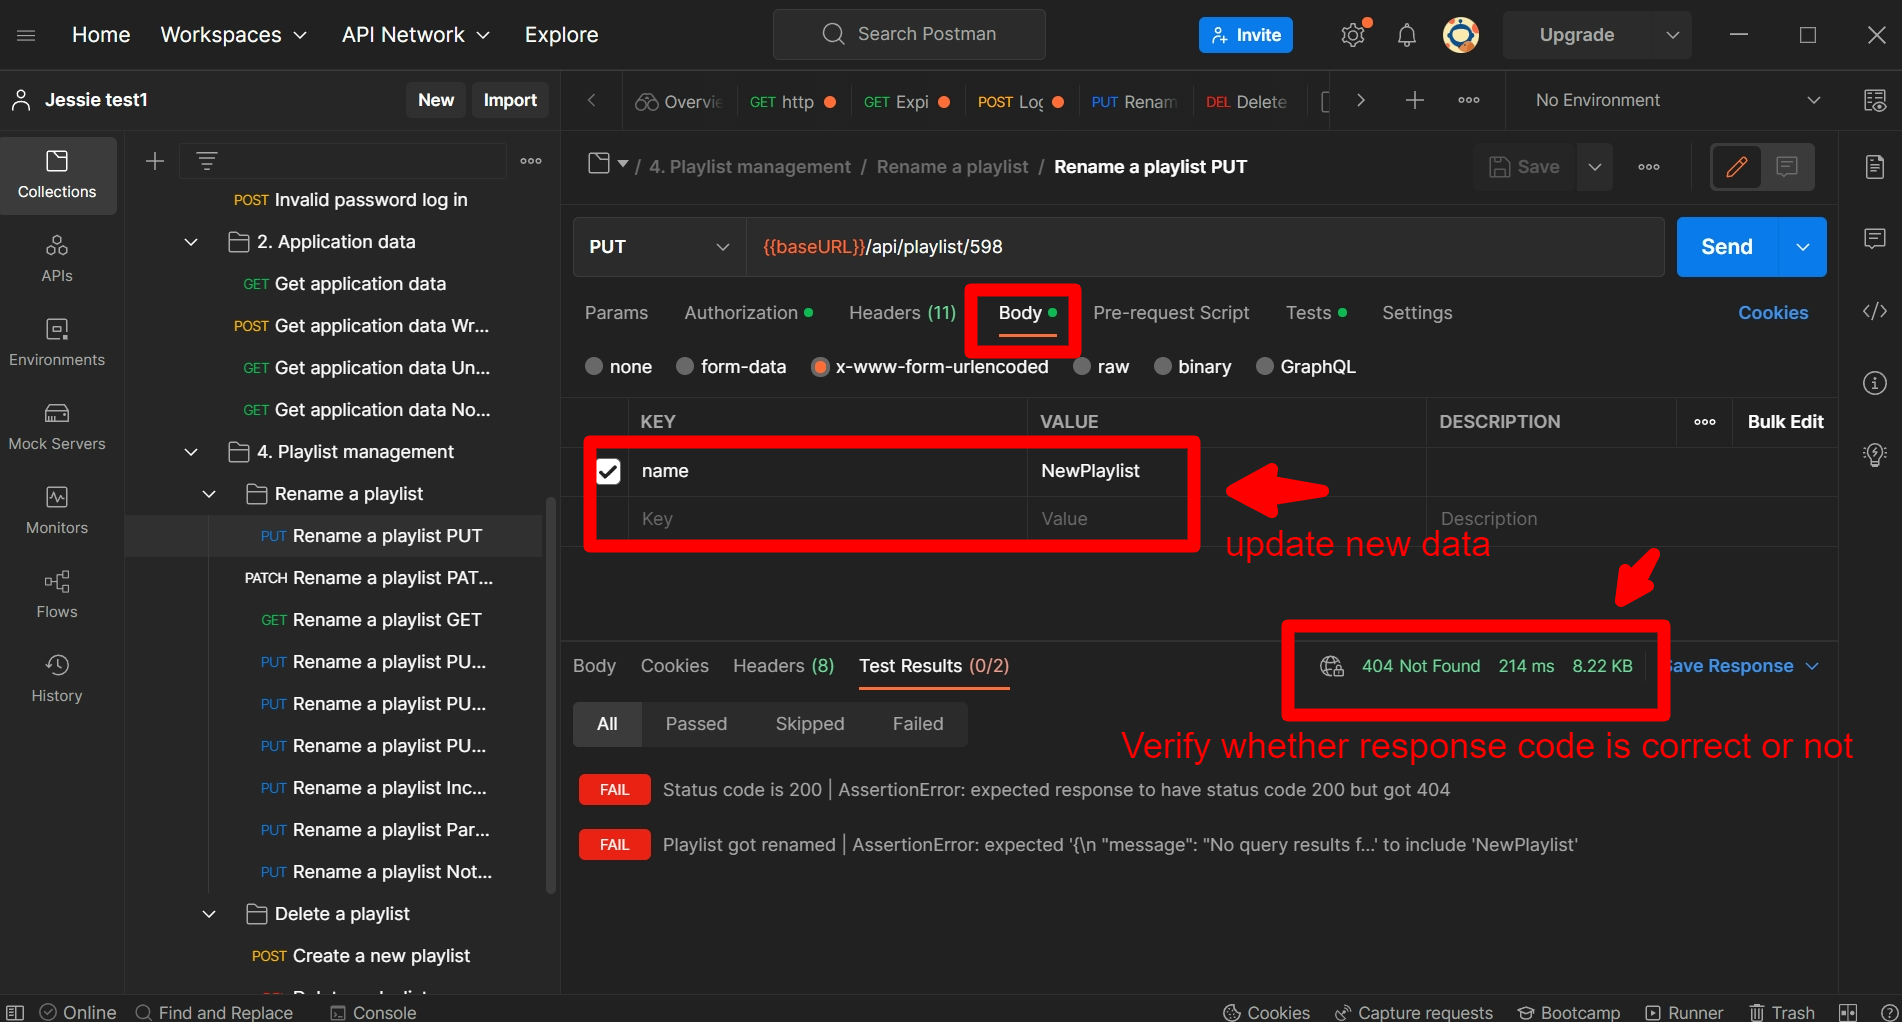 Home Workspaces API Network Explore Search Postman Invite Upgrade
Jessie test1 New Import
Overvie GET http GET Expi POST Log PUT Renam DEL Delete No Environment
Collections
APIs
Environments
Mock Servers
Monitors
Flows
History
POST Invalid password log in
2. Application data
GET Get application data
POST Get application data Wr...
GET Get application data Un...
GET Get application data No...
4. Playlist management
Rename a playlist
PUT Rename a playlist PUT
PATCH Rename a playlist PAT...
GET Rename a playlist GET
PUT Rename a playlist PU...
PUT Rename a playlist PU...
PUT Rename a playlist PU...
PUT Rename a playlist Inc...
PUT Rename a playlist Par...
PUT Rename a playlist Not...
Delete a playlist
POST Create a new playlist
/ 4. Playlist management / Rename a playlist / Rename a playlist PUT Save
PUT {{baseURL}}/api/playlist/598 Send
Params Authorization Headers (11) Body Pre-request Script Tests Settings Cookies
none form-data x-www-form-urlencoded raw binary GraphQL
KEY VALUE DESCRIPTION Bulk Edit
name NewPlaylist
Key Value Description
update new data
Body Cookies Headers (8) Test Results (0/2) 404 Not Found 214 ms 8.22 KB ave Response
All Passed Skipped Failed
Verify whether response code is correct or not
FAIL Status code is 200 | AssertionError: expected response to have status code 200 but got 404
FAIL Playlist got renamed | AssertionError: expected '{\n "message": "No query results f...' to include 'NewPlaylist'
Online Find and Replace Console Cookies Capture requests Bootcamp Runner Trash